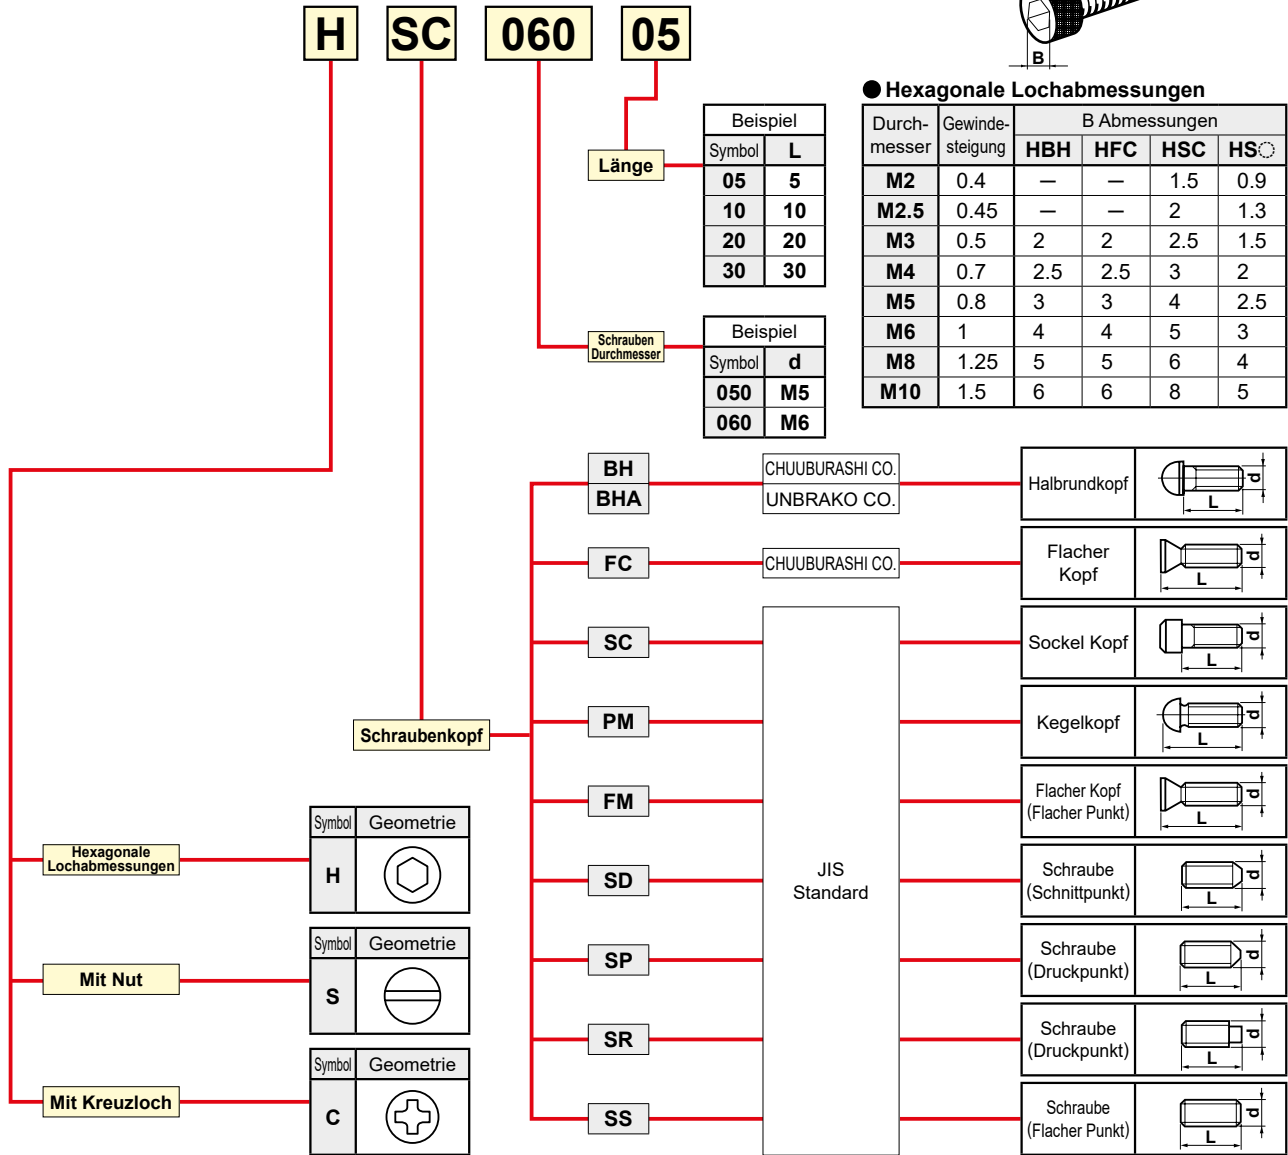 H SC 060 05
B
● Hexagonale Lochabmessungen
Durch-messer Gewinde-steigung B Abmessungen
HBH HFC HSC HS◌
M2 0.4 — — 1.5 0.9
M2.5 0.45 — — 2 1.3
M3 0.5 2 2 2.5 1.5
M4 0.7 2.5 2.5 3 2
M5 0.8 3 3 4 2.5
M6 1 4 4 5 3
M8 1.25 5 5 6 4
M10 1.5 6 6 8 5
Länge
Beispiel
Symbol L
05 5
10 10
20 20
30 30
Schrauben
Durchmesser
Beispiel
Symbol d
050 M5
060 M6
Schraubenkopf
BH CHUUBURASHI CO.
BHA UNBRAKO CO.
Halbrundkopf L d
FC CHUUBURASHI CO.
Flacher
Kopf L d
SC
Sockel Kopf L d
PM
Kegelkopf L d
FM
Flacher Kopf
(Flacher Punkt) L d
SD
JIS
Standard
Schraube
(Schnittpunkt) L d
SP
Schraube
(Druckpunkt) L d
SR
Schraube
(Druckpunkt) L d
SS
Schraube
(Flacher Punkt) L d
Hexagonale
Lochabmessungen
Symbol Geometrie
H
Mit Nut
Symbol Geometrie
S
Mit Kreuzloch
Symbol Geometrie
C